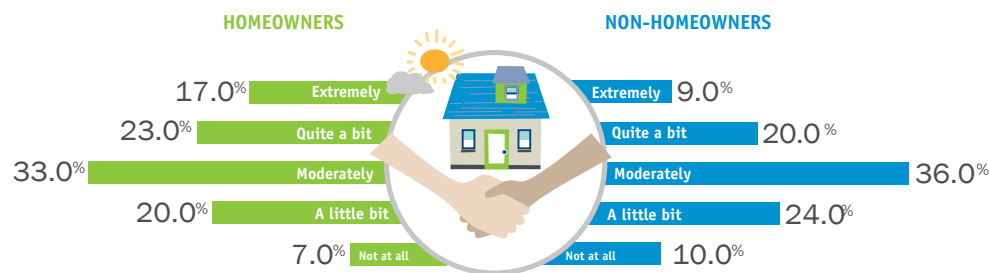 HOMEOWNERS NON-HOMEOWNERS
17.0% Extremely Extremely 9.0%
23.0% Quite a bit Quite a bit 20.0%
33.0% Moderately Moderately 36.0%
20.0% A little bit A little bit 24.0%
7.0% Not at all Not at all 10.0%